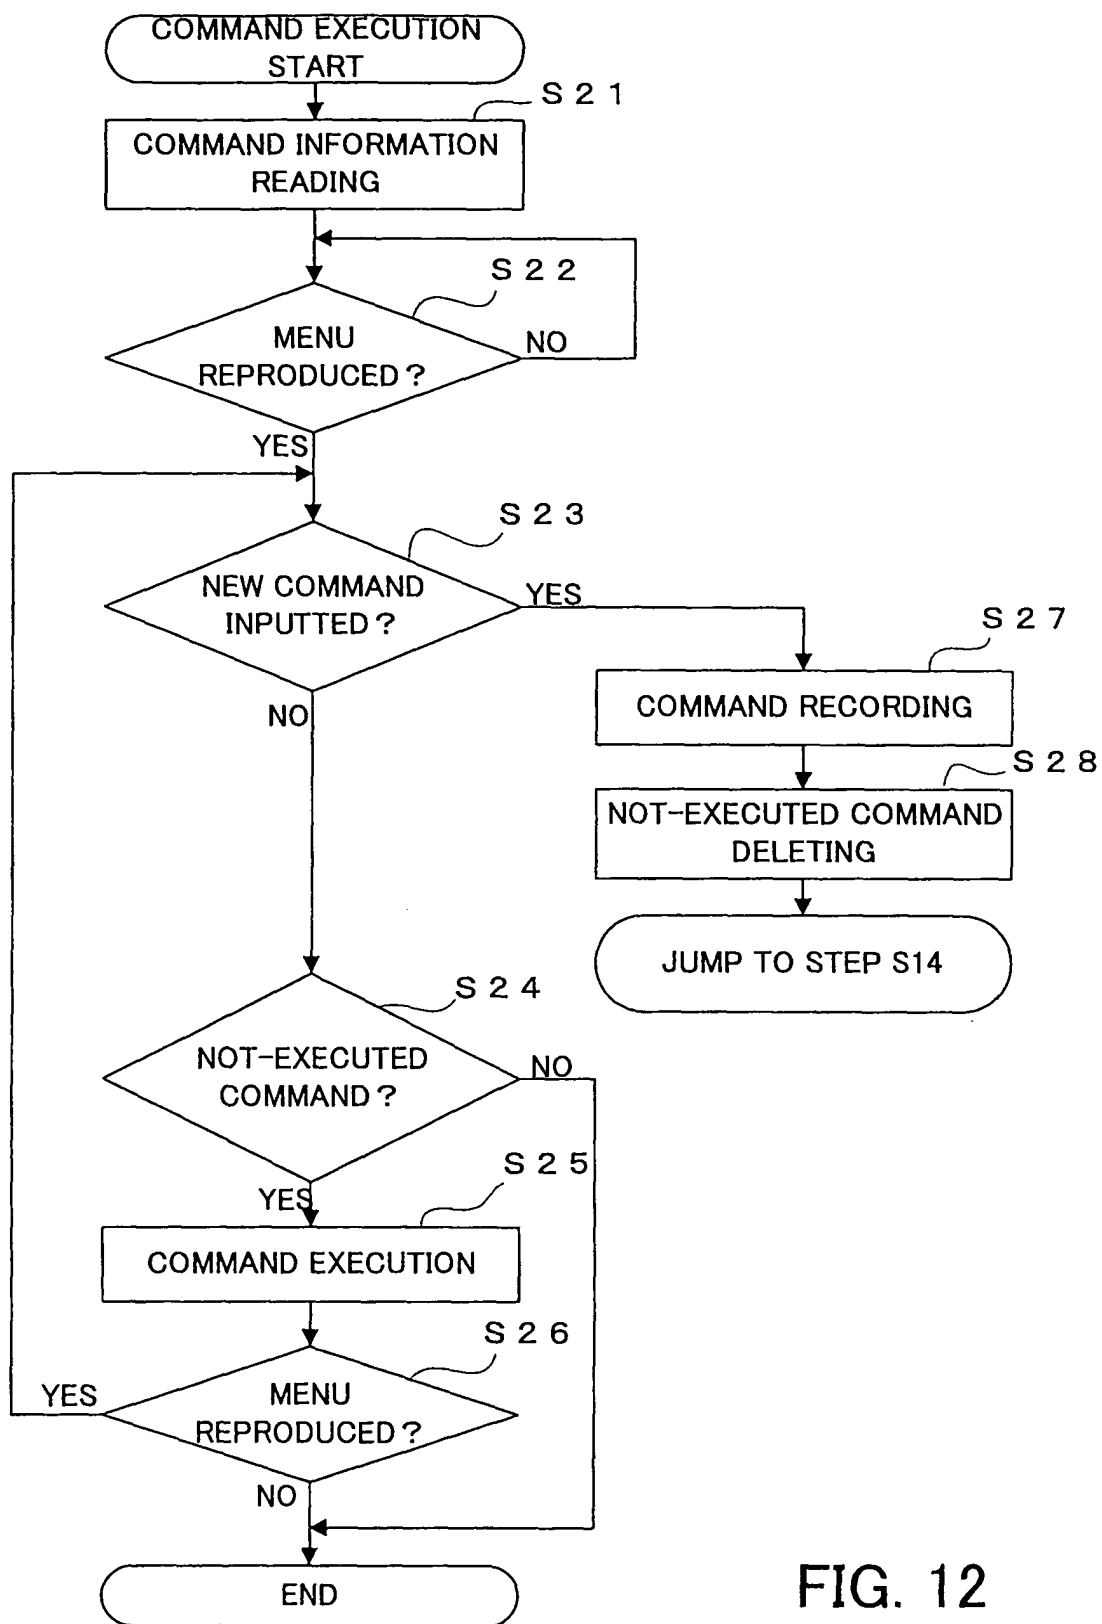 COMMAND EXECUTION
START
S21
COMMAND INFORMATION
READING
S22
MENU
REPRODUCED?
NO
YES
S23
NEW COMMAND
INPUTTED?
YES
NO
S27
COMMAND RECORDING
S28
NOT-EXECUTED COMMAND
DELETING
JUMP TO STEP S14
S24
NOT-EXECUTED
COMMAND?
NO
YES
S25
COMMAND EXECUTION
S26
MENU
REPRODUCED?
YES
NO
END
FIG. 12